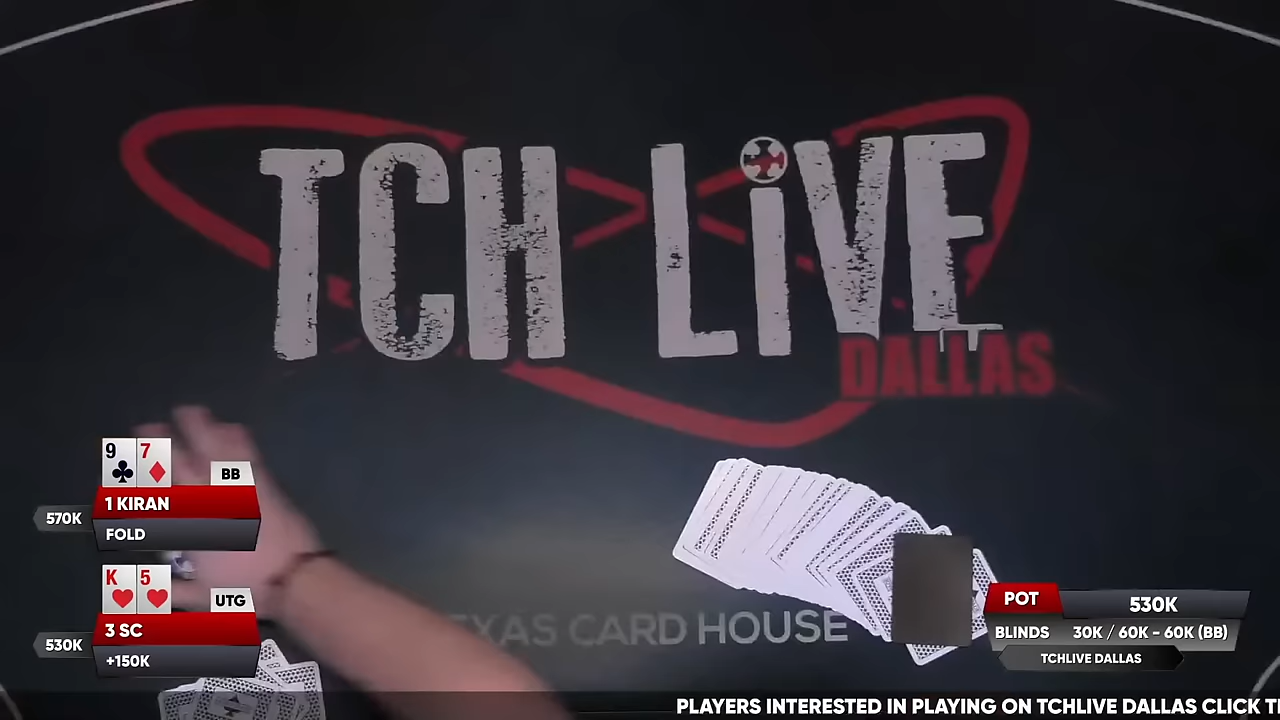 TCH LiVE
DALLAS
9 7
BB
1 KIRAN
570K
FOLD
K 5
UTG
3 SC
530K
+150K
TEXAS CARD HOUSE
POT 530K
BLINDS 30K / 60K - 60K (BB)
TCHLIVE DALLAS
PLAYERS INTERESTED IN PLAYING ON TCHLIVE DALLAS CLICK